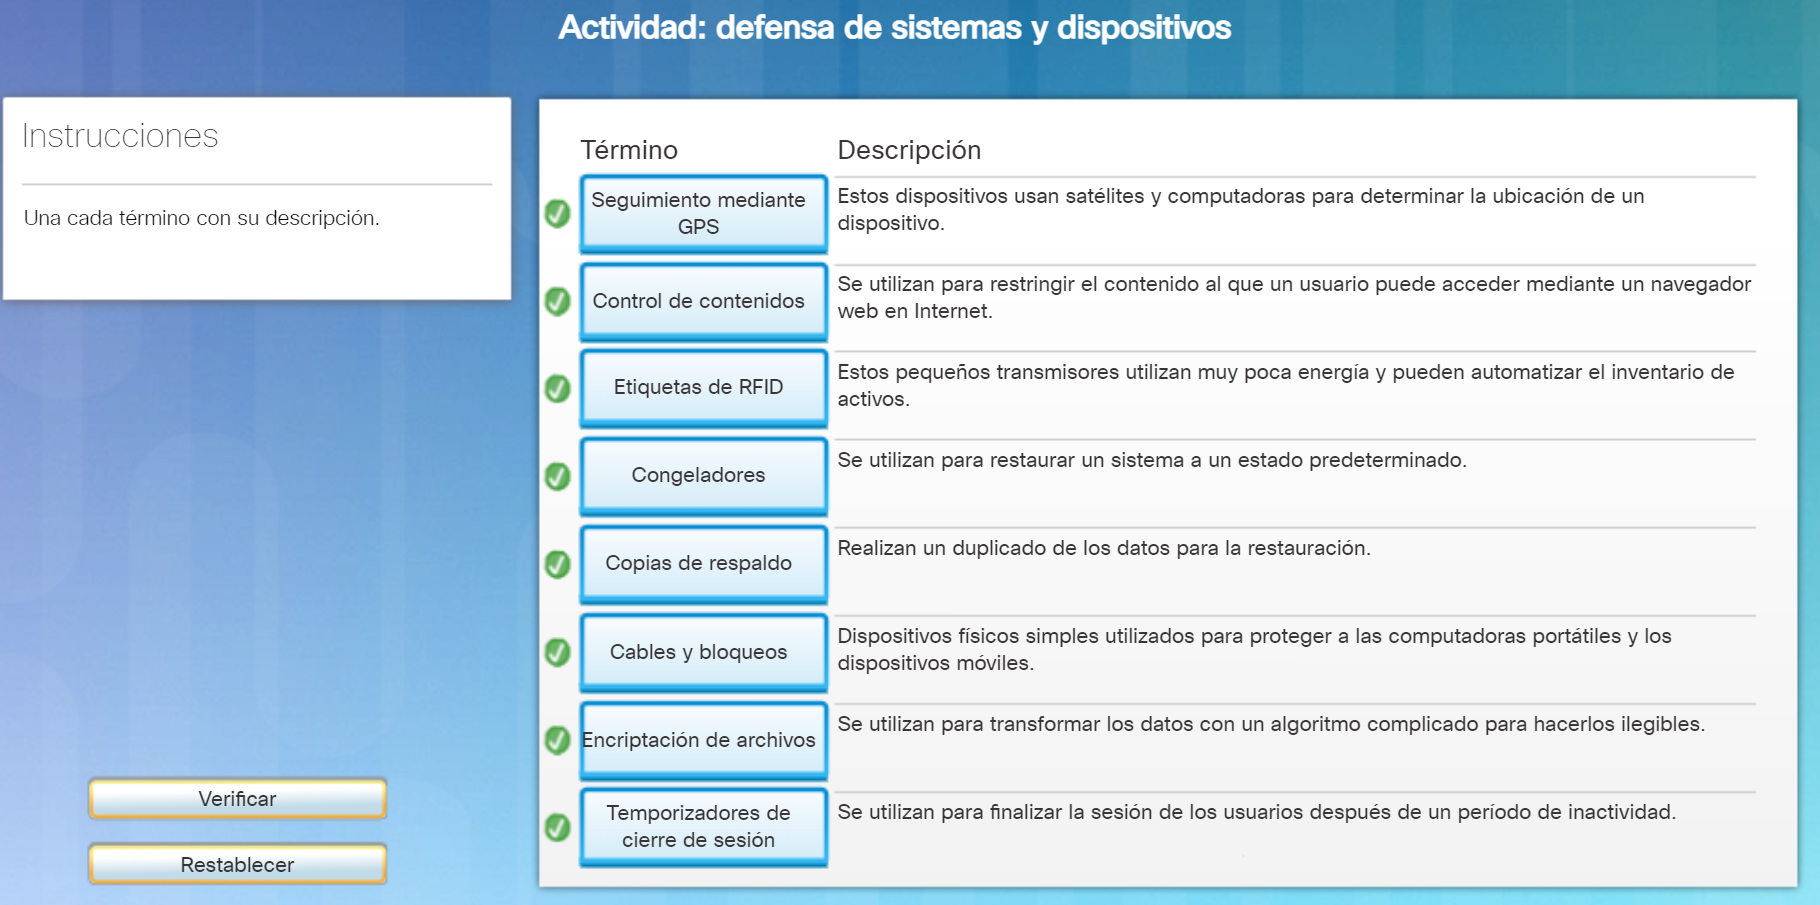 Actividad: defensa de sistemas y dispositivos
Instrucciones
Una cada término con su descripción.
Verificar
Restablecer
Término
Descripción
Seguimiento mediante
GPS
Estos dispositivos usan satélites y computadoras para determinar la ubicación de un
dispositivo.
Control de contenidos
Se utilizan para restringir el contenido al que un usuario puede acceder mediante un navegador
web en Internet.
Etiquetas de RFID
Estos pequeños transmisores utilizan muy poca energía y pueden automatizar el inventario de
activos.
Congeladores
Se utilizan para restaurar un sistema a un estado predeterminado.
Copias de respaldo
Realizan un duplicado de los datos para la restauración.
Cables y bloqueos
Dispositivos físicos simples utilizados para proteger a las computadoras portátiles y los
dispositivos móviles.
Encriptación de archivos
Se utilizan para transformar los datos con un algoritmo complicado para hacerlos ilegibles.
Temporizadores de
cierre de sesión
Se utilizan para finalizar la sesión de los usuarios después de un período de inactividad.